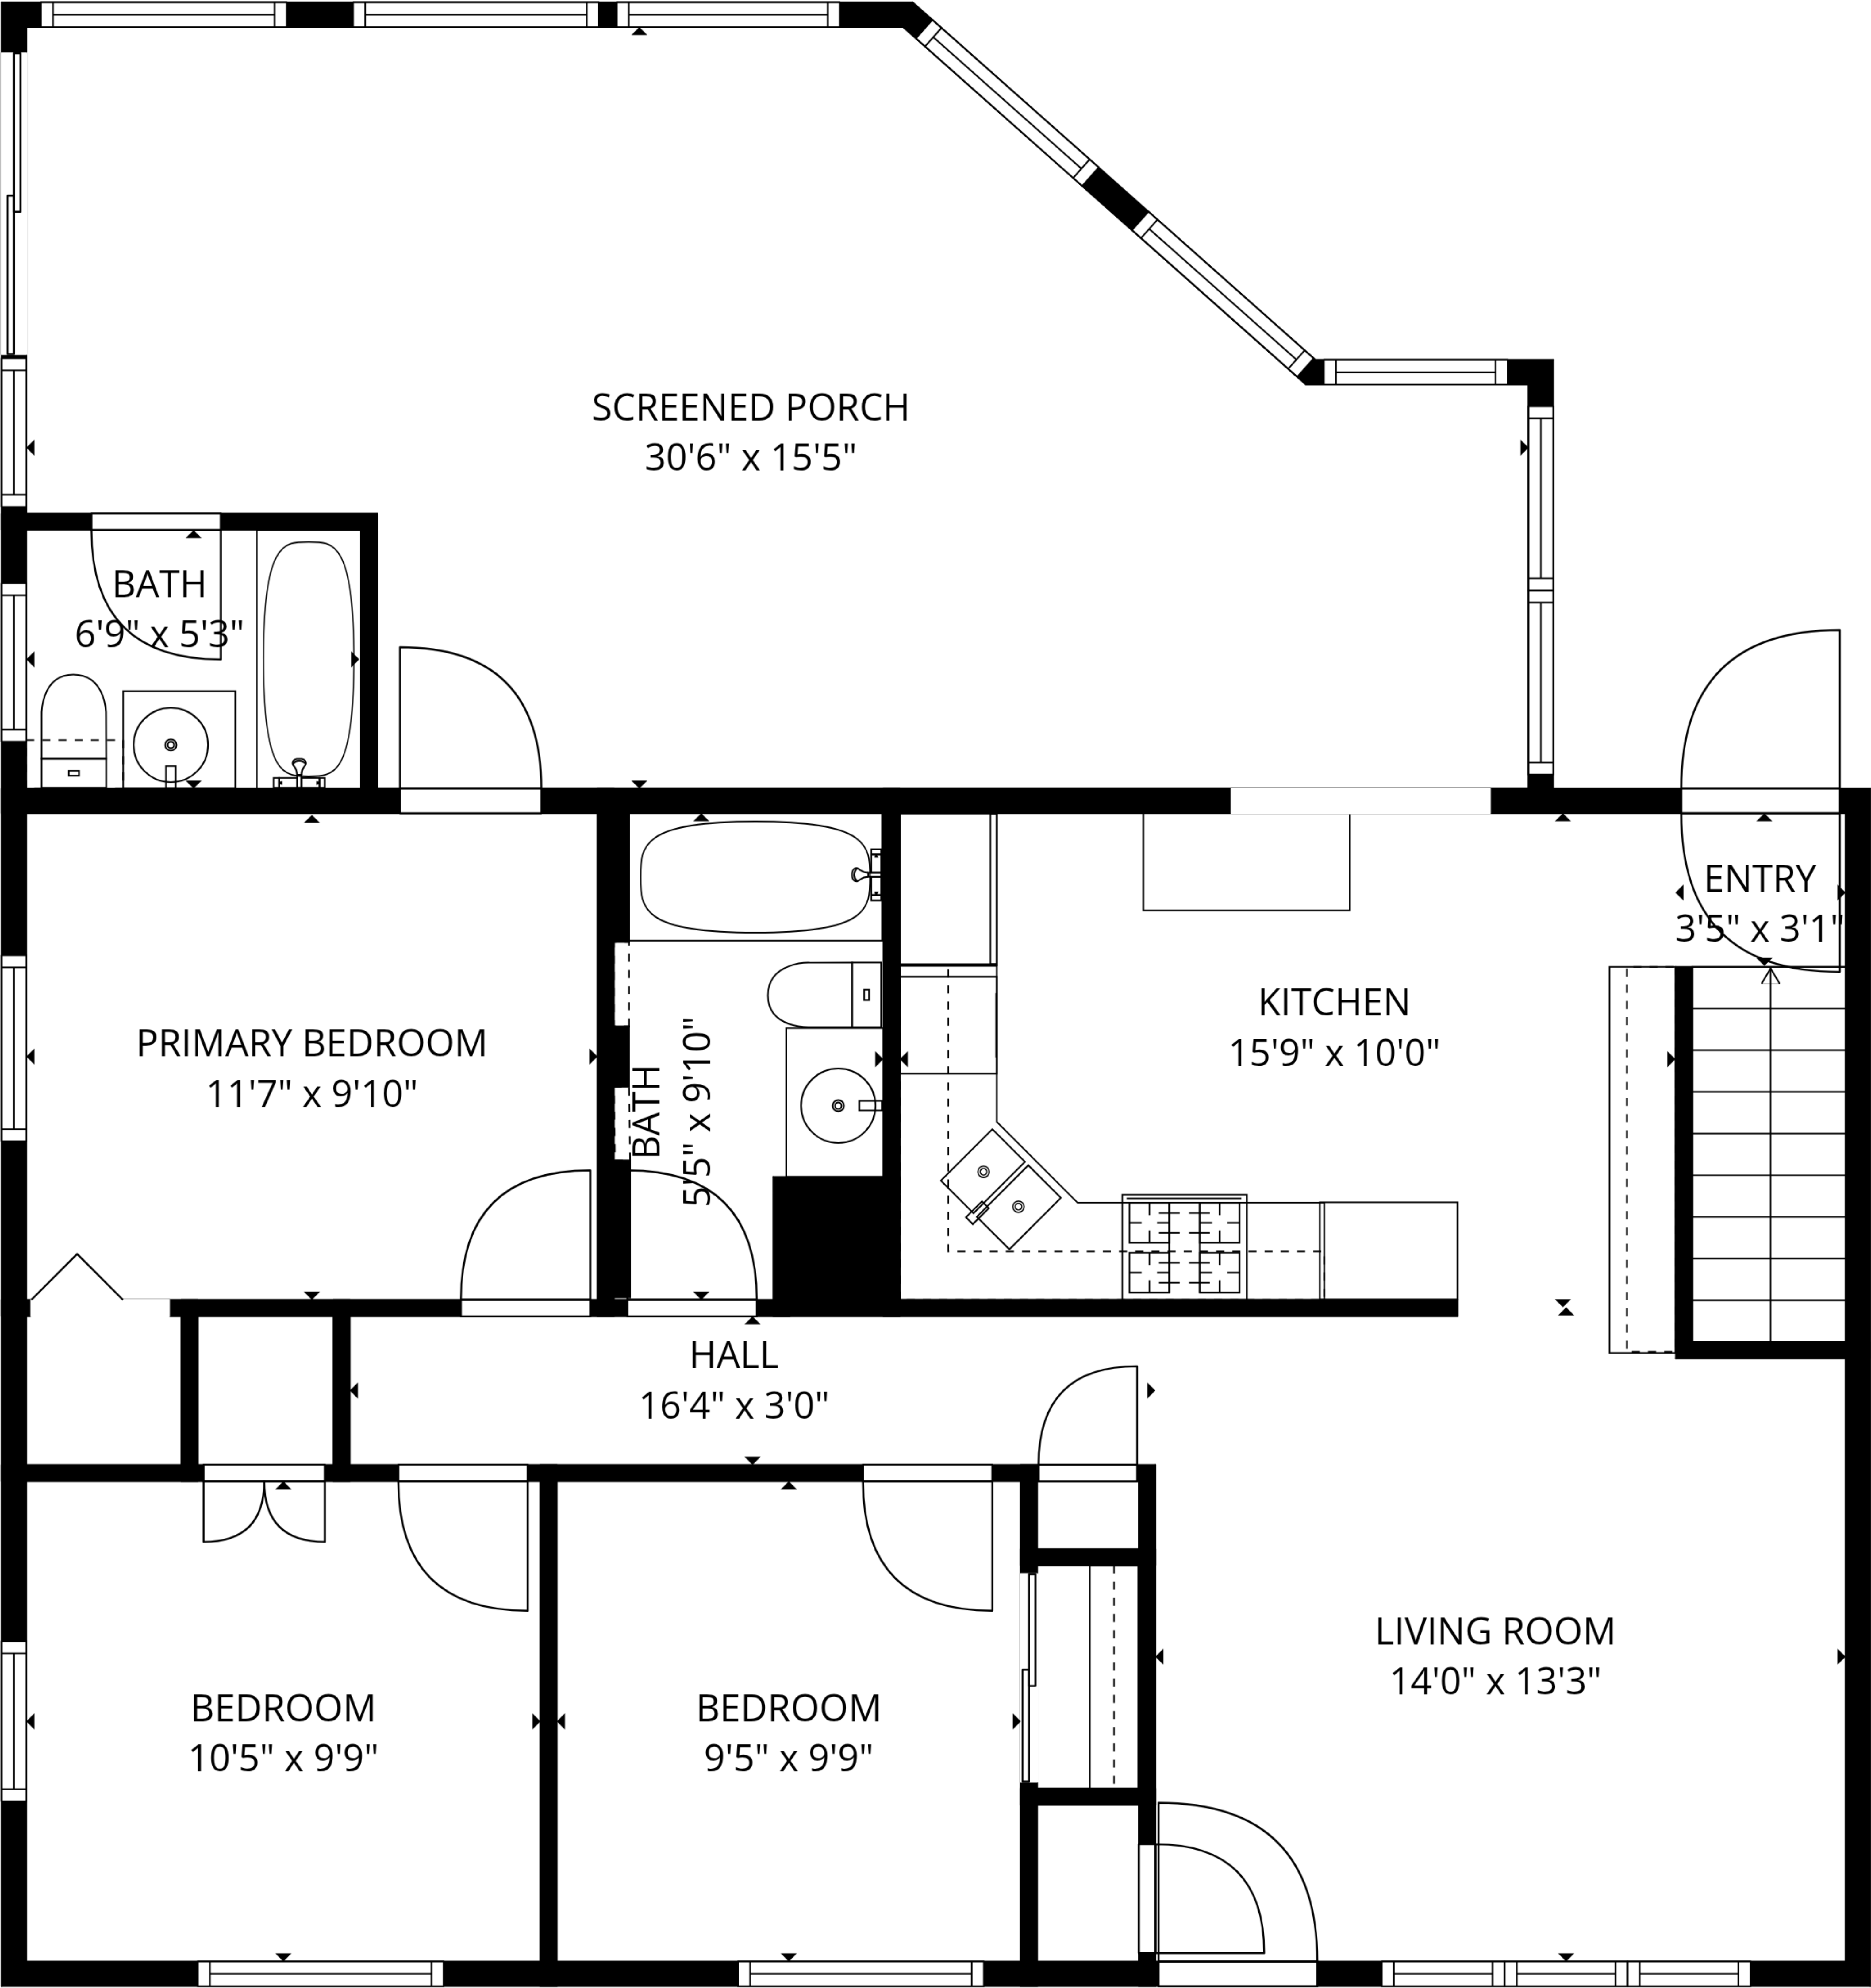 SCREENED PORCH
30'6" x 15'5"
BATH
6'9" x 5'3"
ENTRY
3'5" x 3'1"
KITCHEN
15'9" x 10'0"
PRIMARY BEDROOM
11'7" x 9'10"
BATH
5'5" x 9'10"
HALL
16'4" x 3'0"
LIVING ROOM
14'0" x 13'3"
BEDROOM
10'5" x 9'9"
BEDROOM
9'5" x 9'9"